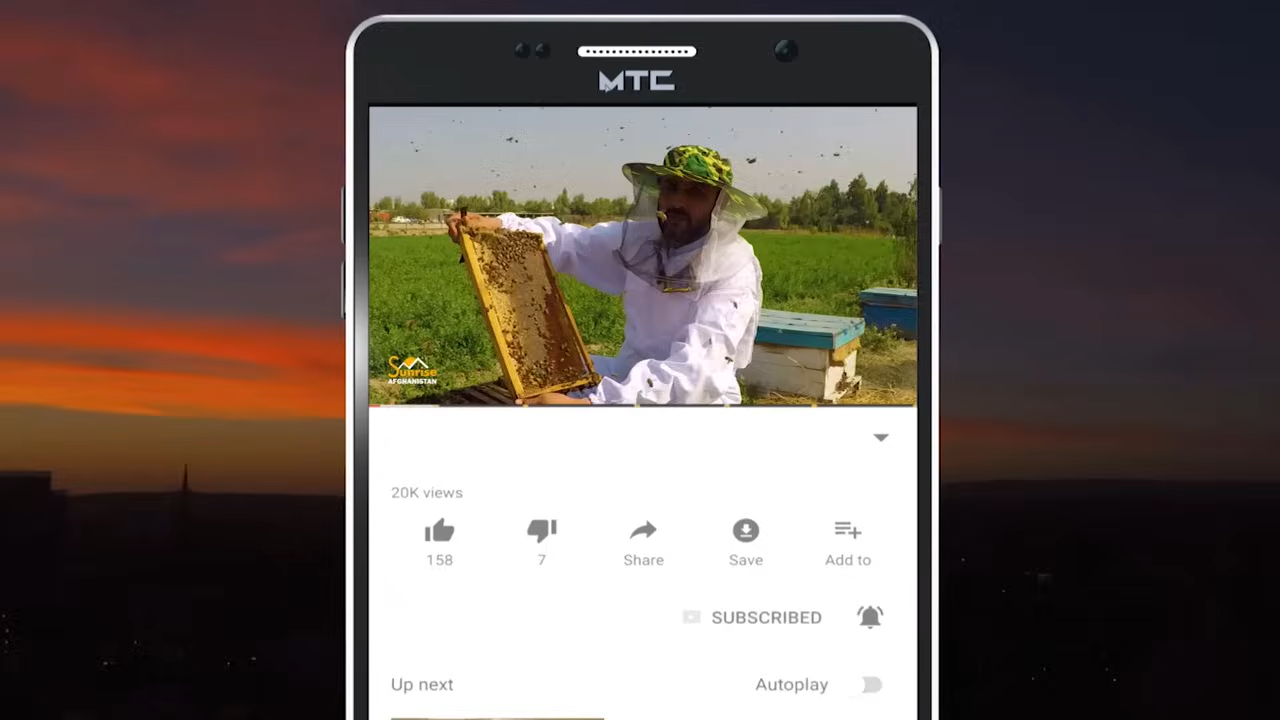 MTC
Sunrise
AFGHANISTAN
20K views
158
7
Share
Save
Add to
SUBSCRIBED
Up next
Autoplay